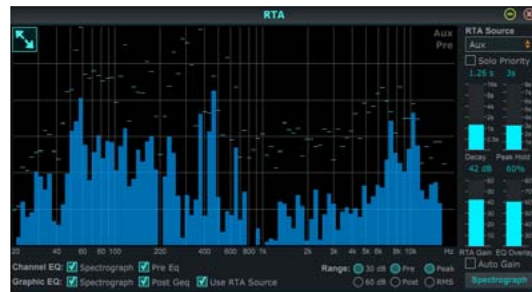 RTA
RTA Source
Aux
Pre
Aux
Solo Priority
1.26 s 3s
Decay Peak Hold
42 dB 60%
20 40 60 80 100 200 400 600 800 1k 2k 3k 4k 5k 6k 8k 10k Hz
RTA Gain EQ Overlay
Auto Gain
Channel EQ: Spectrograph Pre Eq Range: 30 dB Pre Peak
Graphic EQ: Spectrograph Post Geq Use RTA Source 60 dB Post RMS
Spectrograph